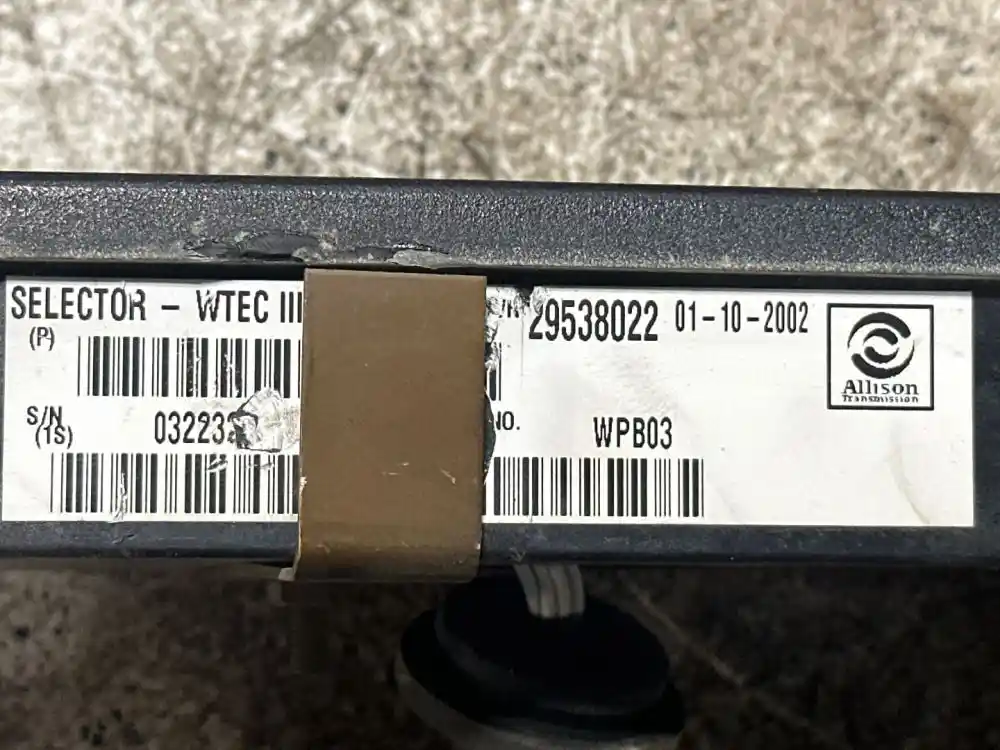 SELECTOR - WTEC III
29538022 01-10-2002
(P)
Allison
Transmission
S/N
(1S)
NO.
WPB03